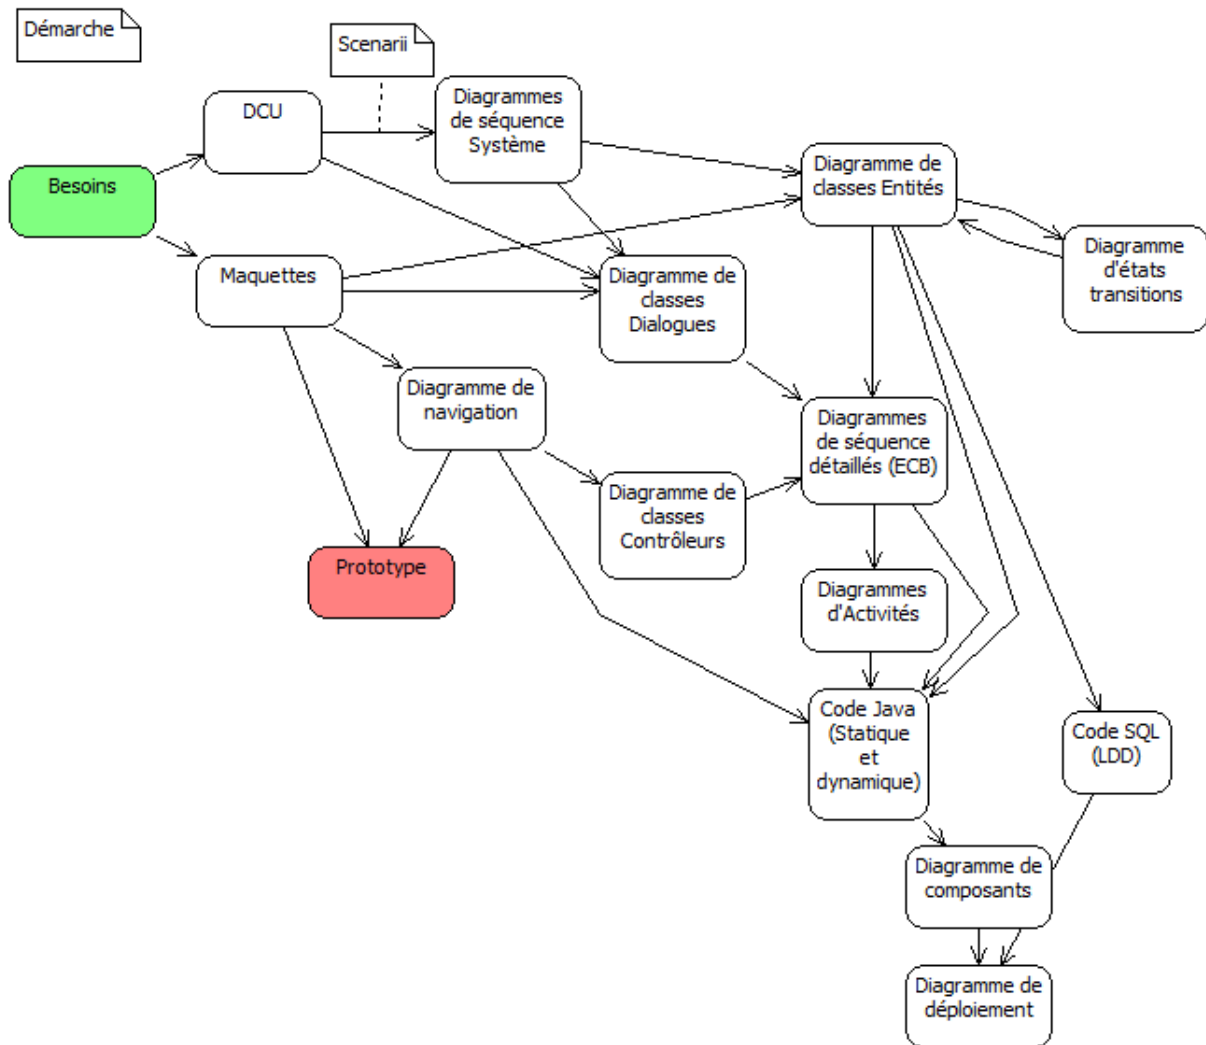 Démarche
Scenarii
DCU
Diagrammes
de séquence
Système
Besoins
Diagramme de
classes Entités
Maquettes
Diagramme de
classes
Dialogues
Diagramme
d'états
transitions
Diagramme de
navigation
Diagrammes
de séquence
détaillés (ECB)
Diagramme de
classes
Contrôleurs
Prototype
Diagrammes
d'Activités
Code Java
(Statique
et
dynamique)
Code SQL
(LDD)
Diagramme de
composants
Diagramme de
déploiement